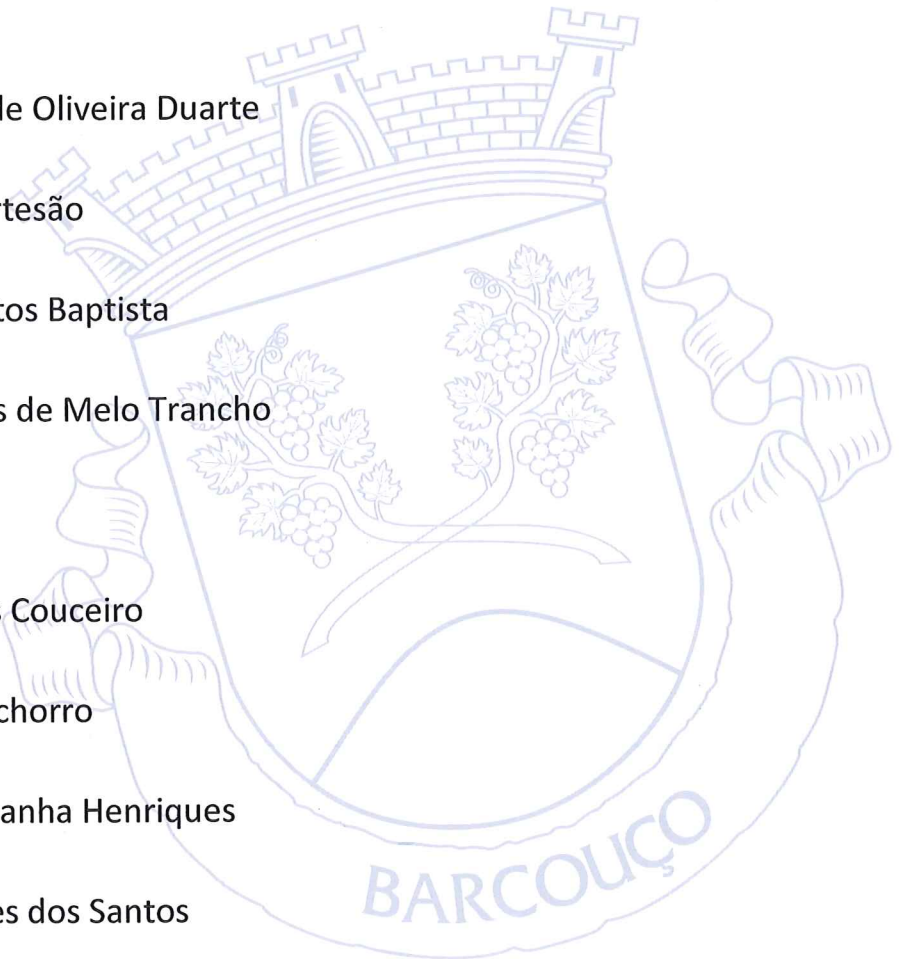 de Oliveira Duarte
rtesão
tos Baptista
s de Melo Trancho
s Couceiro
chorro
anha Henriques
es dos Santos
BARCOUÇO